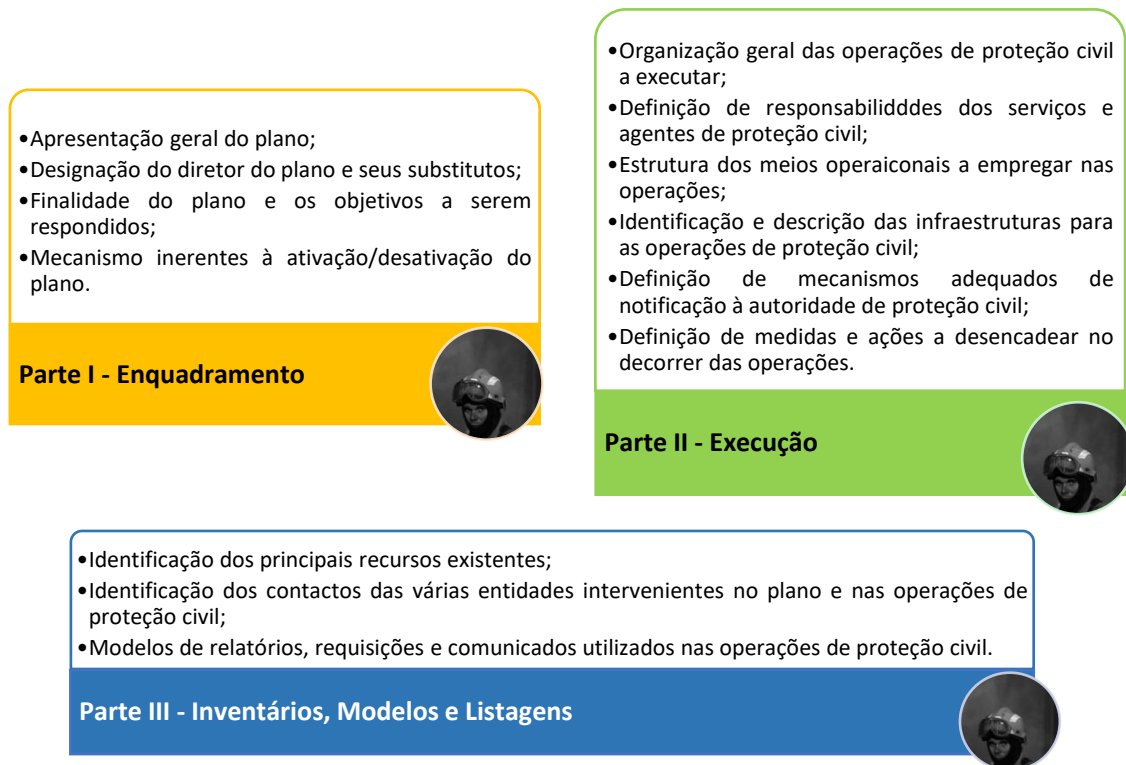 •Apresentação geral do plano;
•Designação do diretor do plano e seus substitutos;
•Finalidade do plano e os objetivos a serem
respondidos;
•Mecanismo inerentes à ativação/desativação do
plano.
Parte I - Enquadramento
•Organização geral das operações de proteção civil
a executar;
•Definição de responsabilidddes dos serviços e
agentes de proteção civil;
•Estrutura dos meios operaiconais a empregar nas
operações;
•Identificação e descrição das infraestruturas para
as operações de proteção civil;
•Definição de mecanismos adequados de
notificação à autoridade de proteção civil;
•Definição de medidas e ações a desencadear no
decorrer das operações.
Parte II - Execução
•Identificação dos principais recursos existentes;
•Identificação dos contactos das várias entidades intervenientes no plano e nas operações de
proteção civil;
•Modelos de relatórios, requisições e comunicados utilizados nas operações de proteção civil.
Parte III - Inventários, Modelos e Listagens